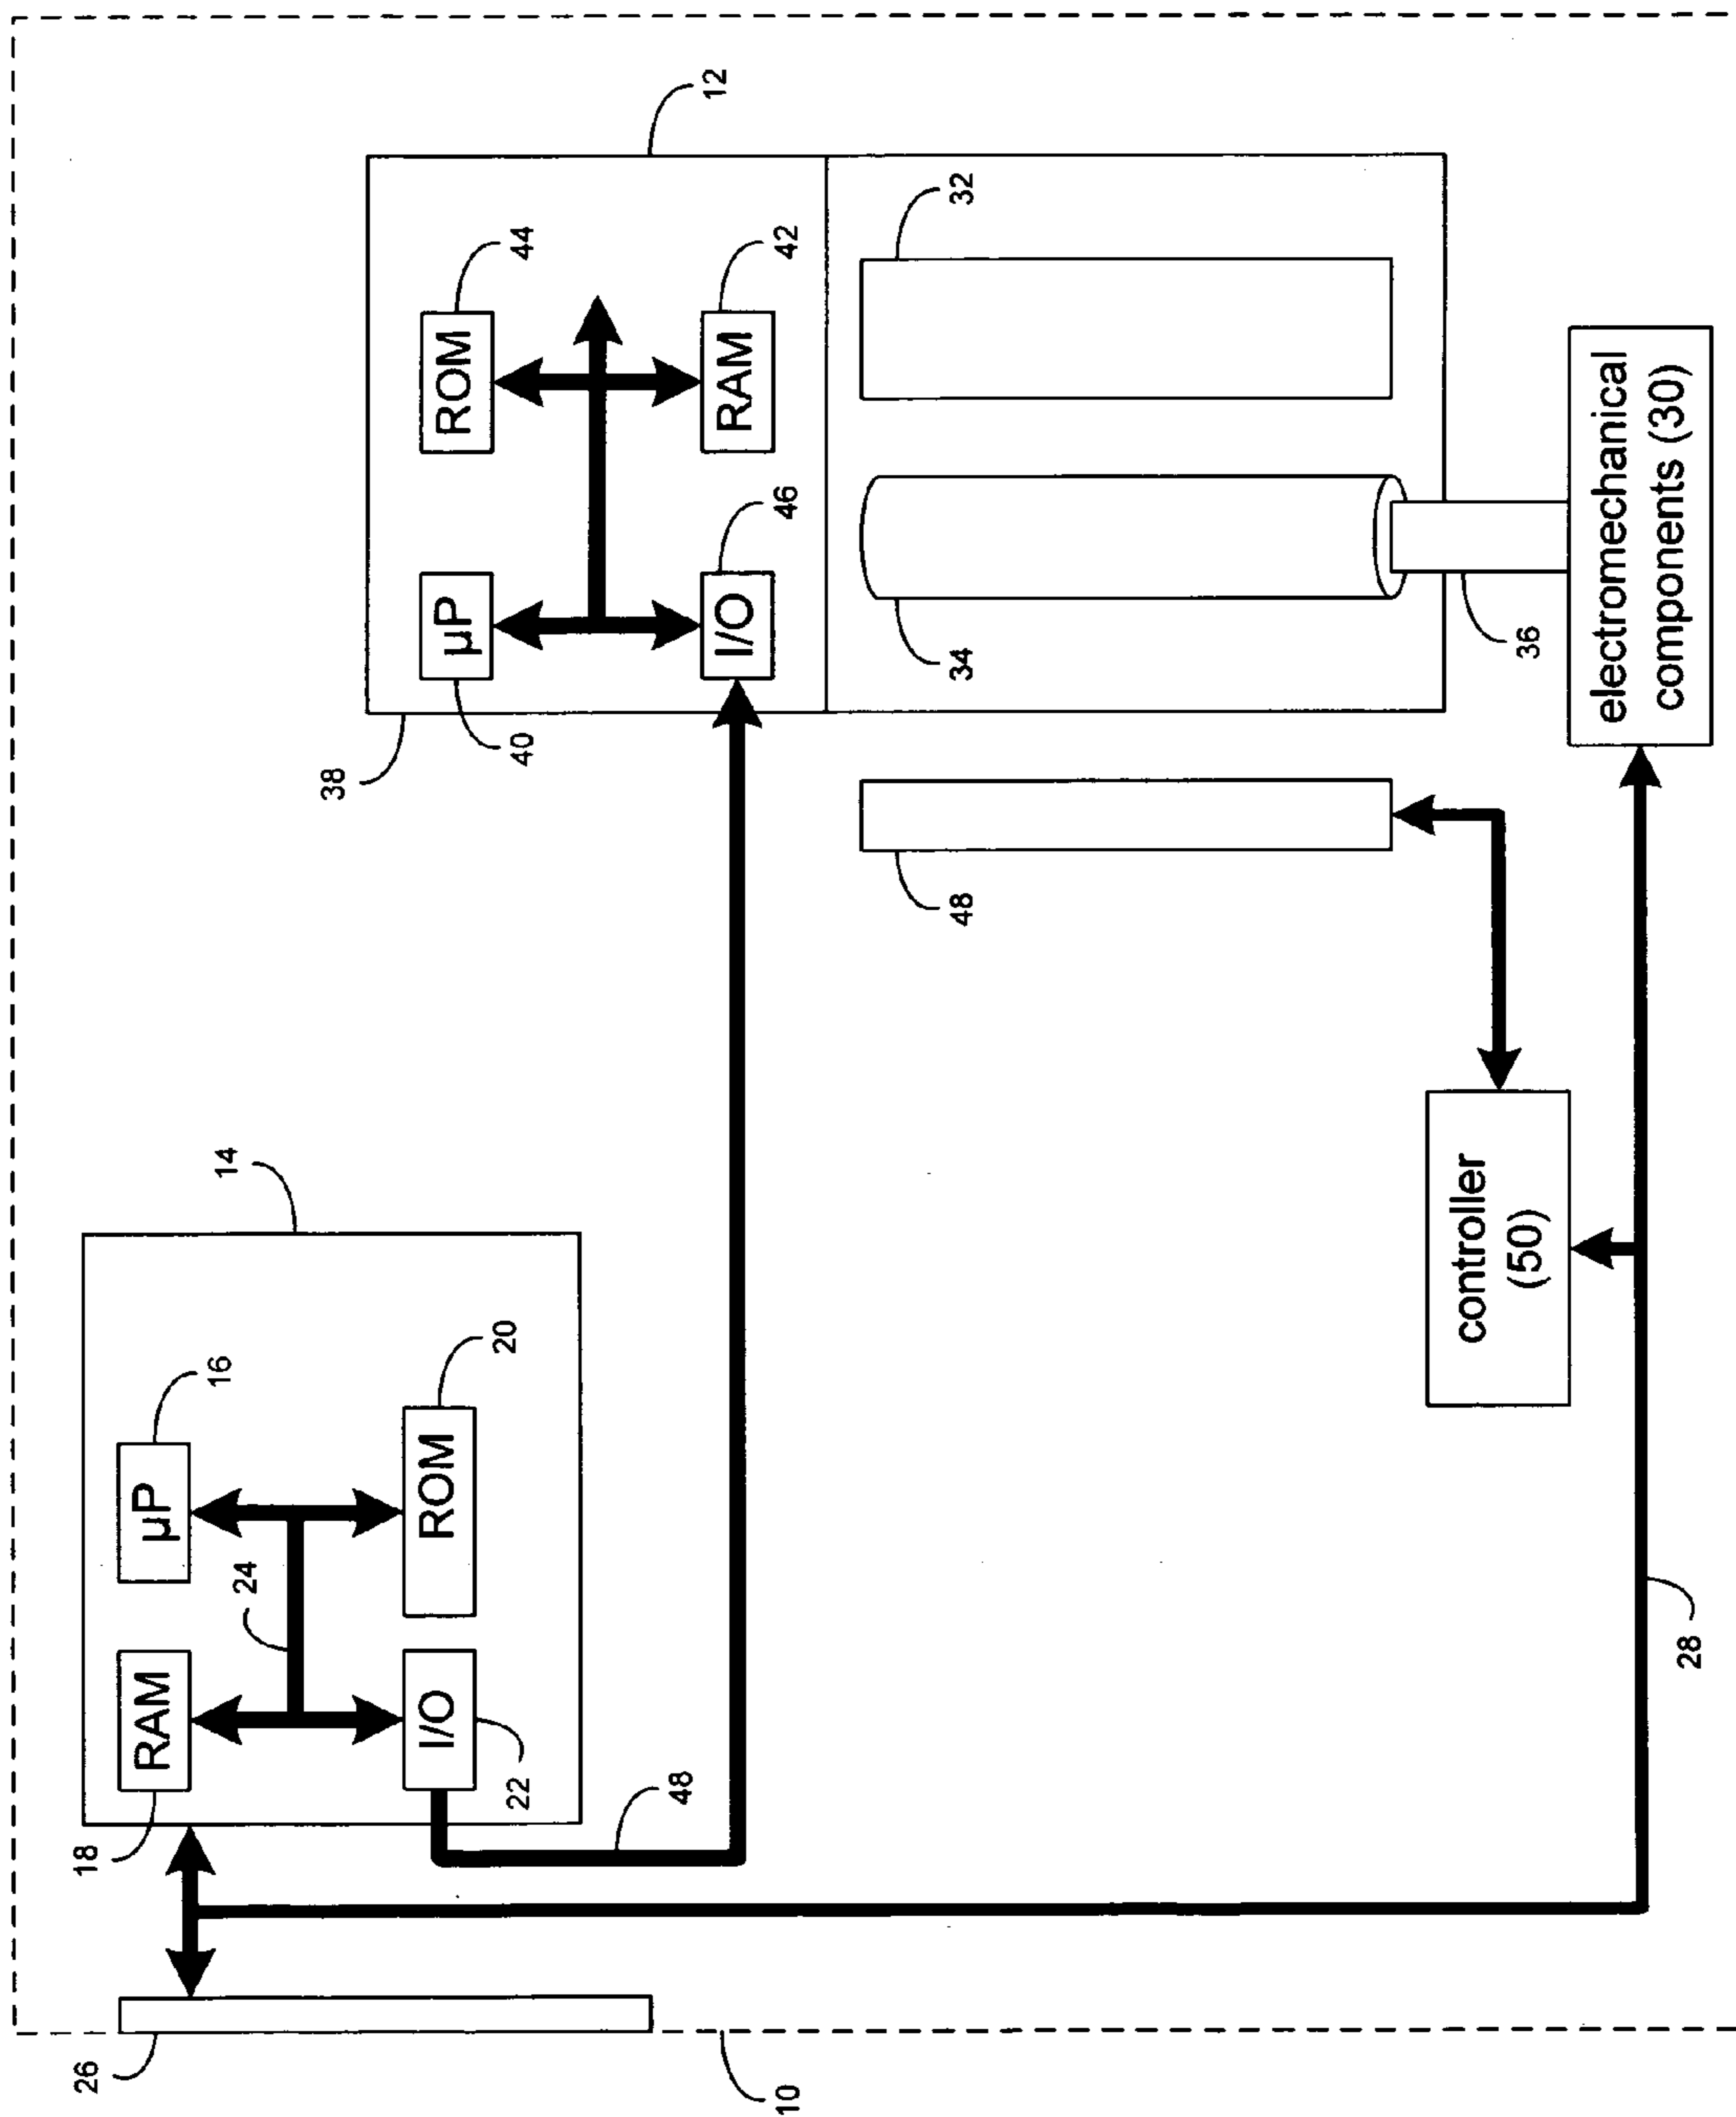 26
18
RAM
µP
16
14
24
38
I/O
ROM
µP
ROM
22
20
40
44
48
12
I/O
RAM
10
46
42
48
34
32
controller
(50)
36
electromechanical
components (30)
28